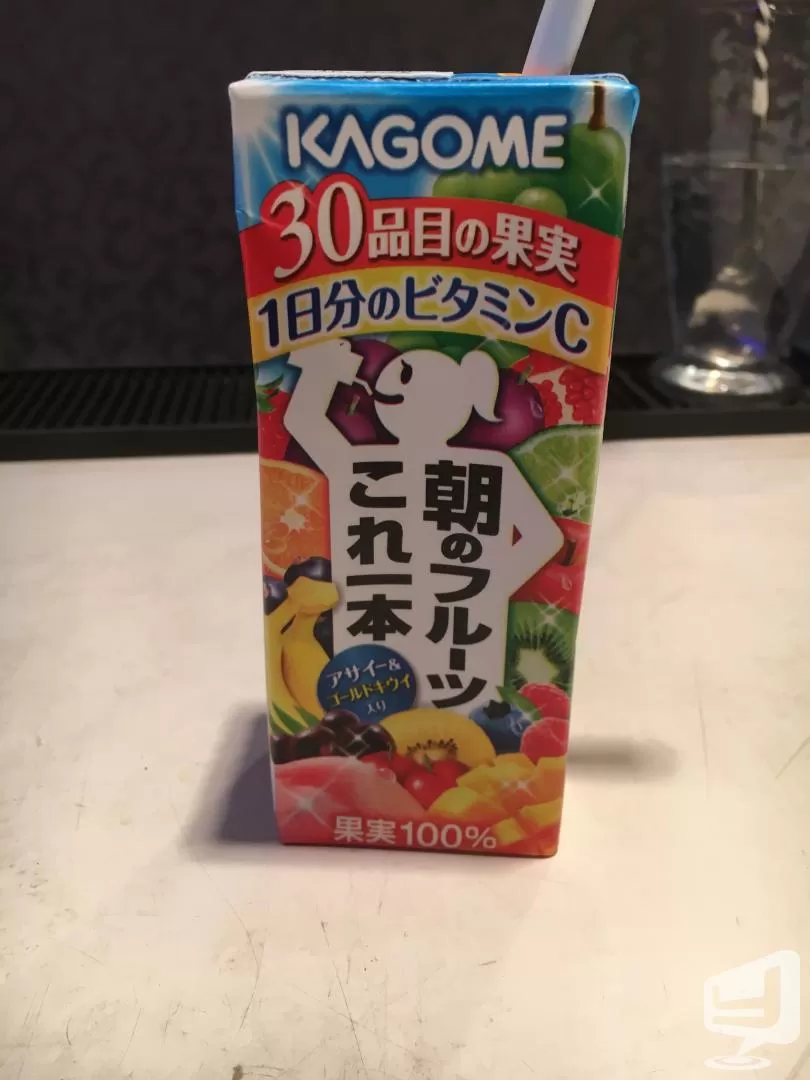 KAGOME
30品目の果実
1日分のビタミンC
朝のフルーツ
これ一本
アサイー&
ゴールドキウイ
入り
果実100%